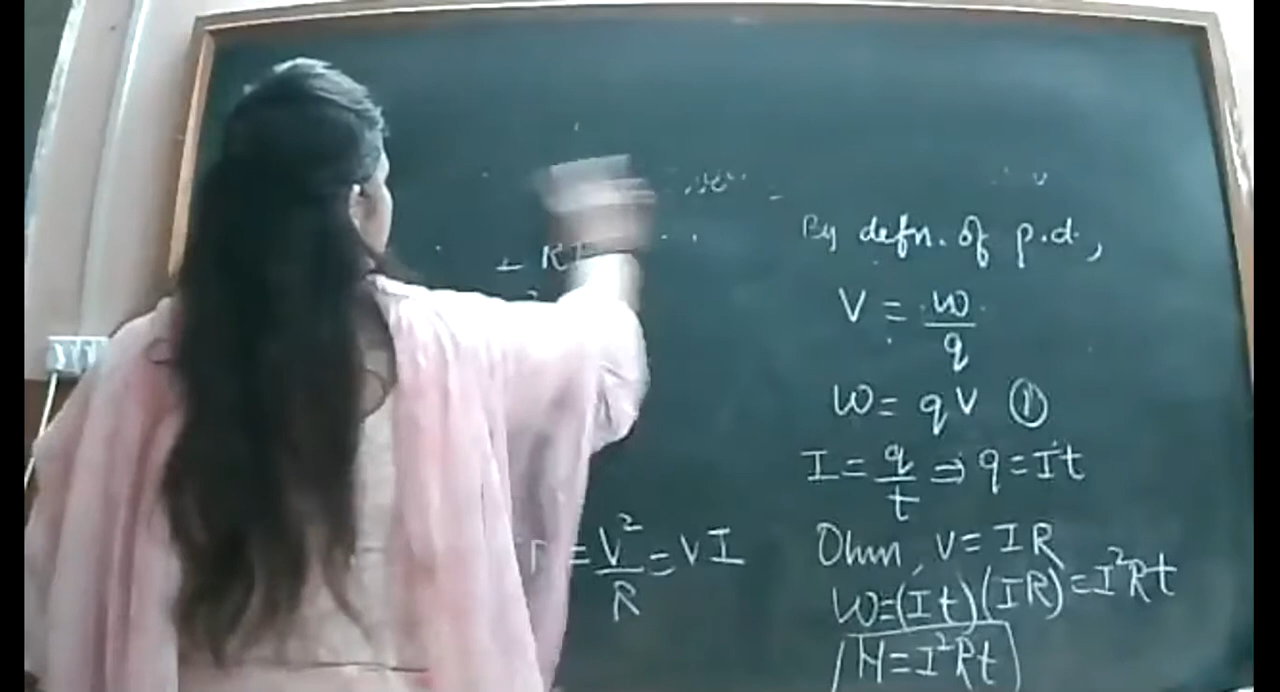 By defn. of p.d.,
V = w/q
W = qV ①
I = q/t ⇒ q = It
Ohm, V = IR
W=(It)(IR)=I²Rt
H=I²Rt
= V²/R = VI